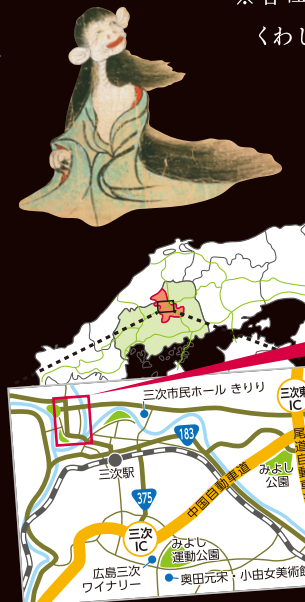 くわし
三次市民ホール きりり
三次東
IC
183
尾道自動車
三次駅
みよし
公園
中国自動車道
375
三次
IC
みよし
運動公園
広島三次
ワイナリー
奥田元宋・小由女美術館